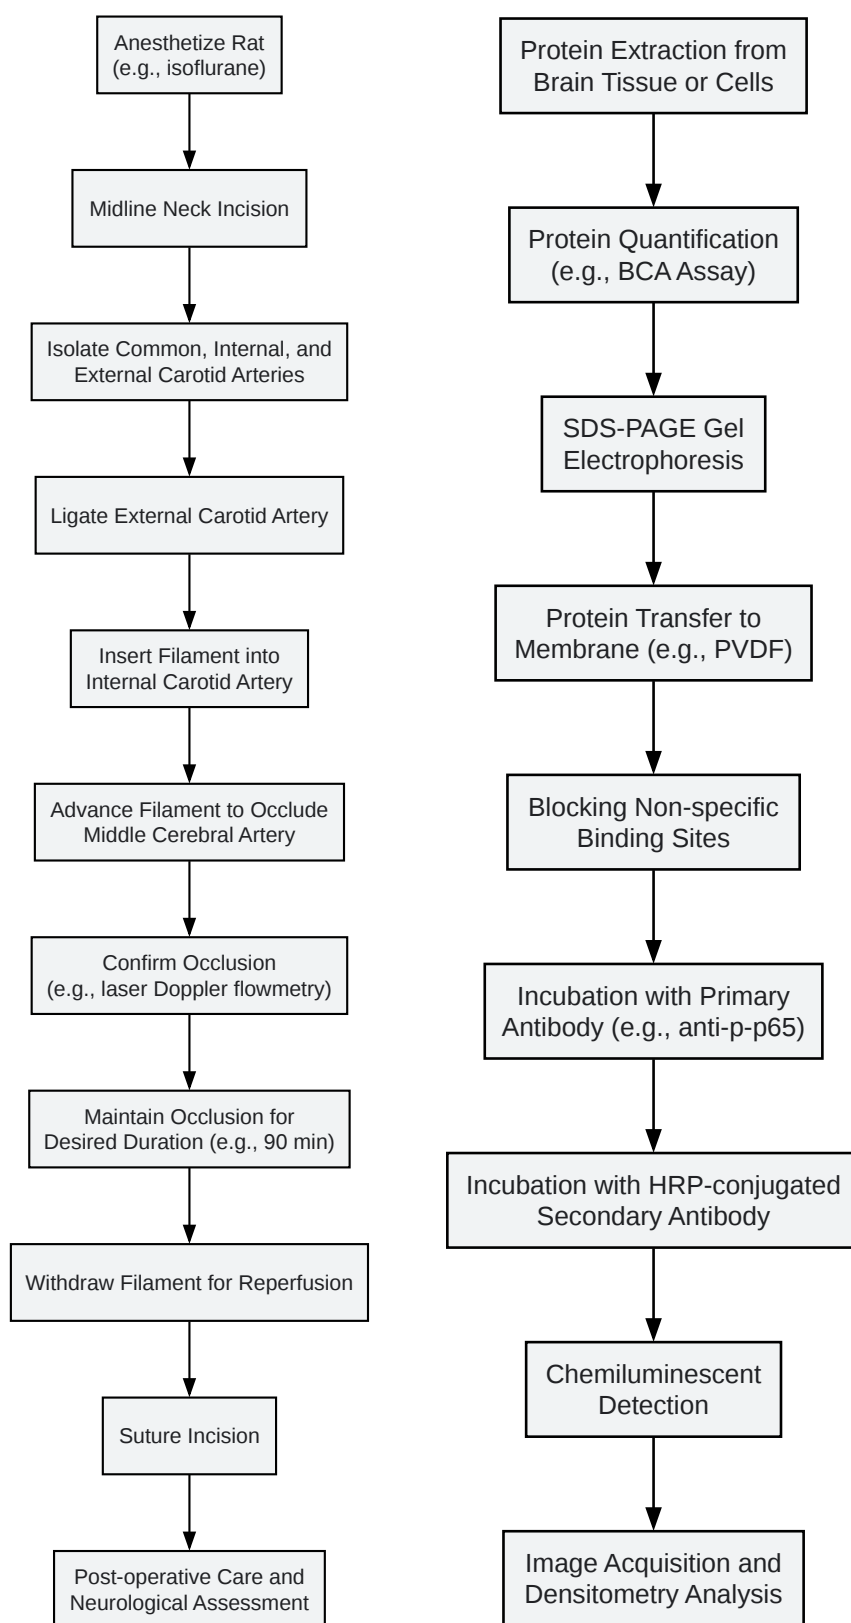 Anesthetize Rat
(e.g., isoflurane)
Midline Neck Incision
Isolate Common, Internal, and
External Carotid Arteries
Ligate External Carotid Artery
Insert Filament into
Internal Carotid Artery
Advance Filament to Occlude
Middle Cerebral Artery
Confirm Occlusion
(e.g., laser Doppler flowmetry)
Maintain Occlusion for
Desired Duration (e.g., 90 min)
Withdraw Filament for Reperfusion
Suture Incision
Post-operative Care and
Neurological Assessment
Protein Extraction from
Brain Tissue or Cells
Protein Quantification
(e.g., BCA Assay)
SDS-PAGE Gel
Electrophoresis
Protein Transfer to
Membrane (e.g., PVDF)
Blocking Non-specific
Binding Sites
Incubation with Primary
Antibody (e.g., anti-p-p65)
Incubation with HRP-conjugated
Secondary Antibody
Chemiluminescent
Detection
Image Acquisition and
Densitometry Analysis